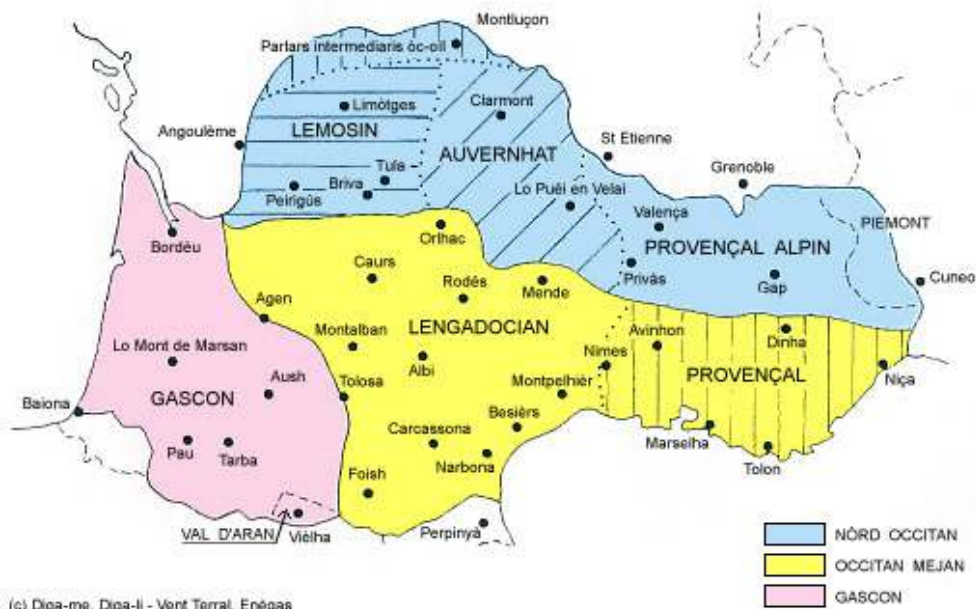 Montluçon
Parlars intermediaris òc-oïl
Clarmont
Limòtges
LEMOSIN
Angoulème
AUVERNHAT
St Etienne
Tula
Grenoble
Briva
Peirigús
Lo Puèi en Velai
Valença
PIEMONT
Bordèu
Orlhac
PROVENÇAL ALPIN
Caurs
Privàs
Rodés
Mende
Gap
Cuneo
Agen
Montalban
LENGADOCIAN
Avinhon
Dinha
Lo Mont de Marsan
Albi
Nimes
Aush
Tolosa
Montpelhièr
PROVENÇAL
Niça
GASCON
Baiona
Besièrs
Carcassona
Marselha
Pau
Tarba
Narbona
Tolon
Foish
VAL D'ARAN
Vièlha
Perpinyà
NÒRD OCCITAN
OCCITAN MEJAN
GASCON
(c) Diga-me, Diga-li - Vent Terral, Enègas